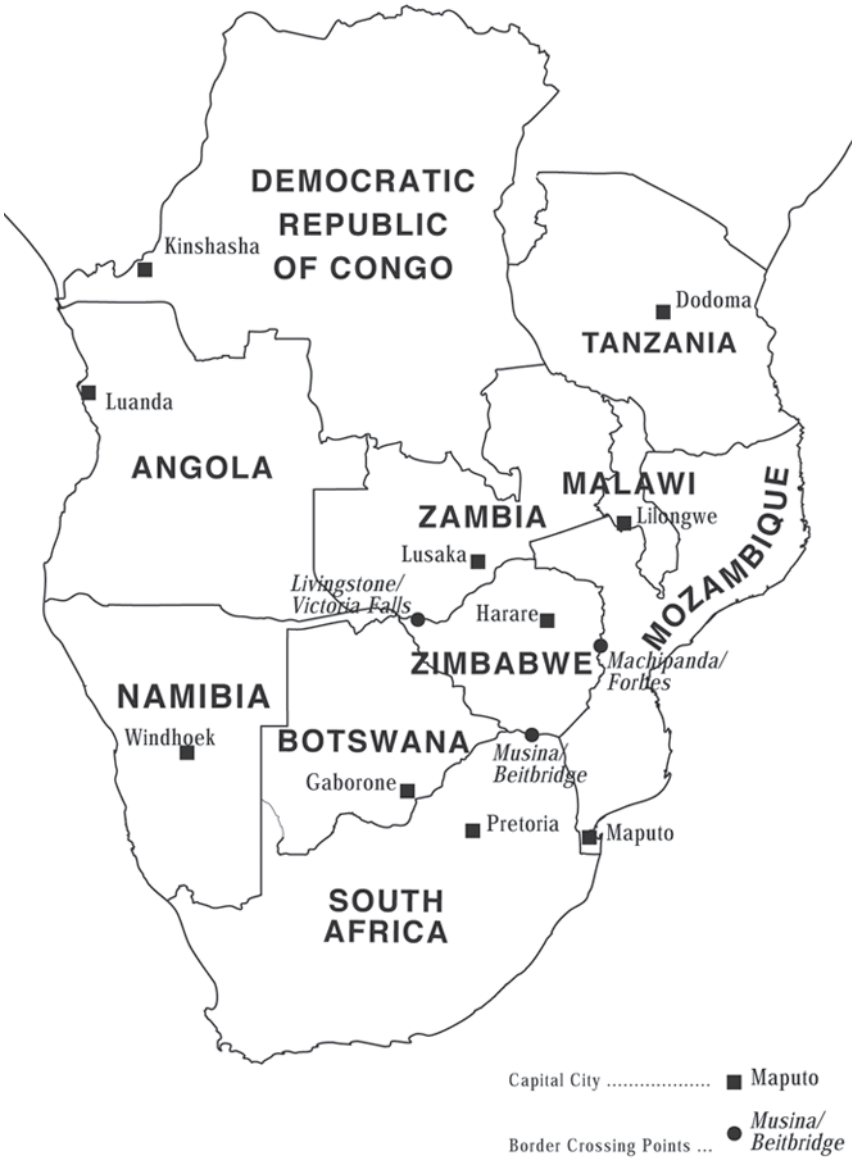 DEMOCRATIC
REPUBLIC
OF CONGO
Kinshasha
Dodoma
TANZANIA
Luanda
ANGOLA
MALAWI
Lilongwe
ZAMBIA
Lusaka
MOZAMBIQUE
Livingstone/
Victoria Falls
Harare
ZIMBABWE
Machipanda/
Forbes
NAMIBIA
Windhoek
BOTSWANA
Musina/
Beitbridge
Gaborone
Pretoria
Maputo
SOUTH
AFRICA
Capital City ................... Maputo
Musina/
Border Crossing Points ... Beitbridge